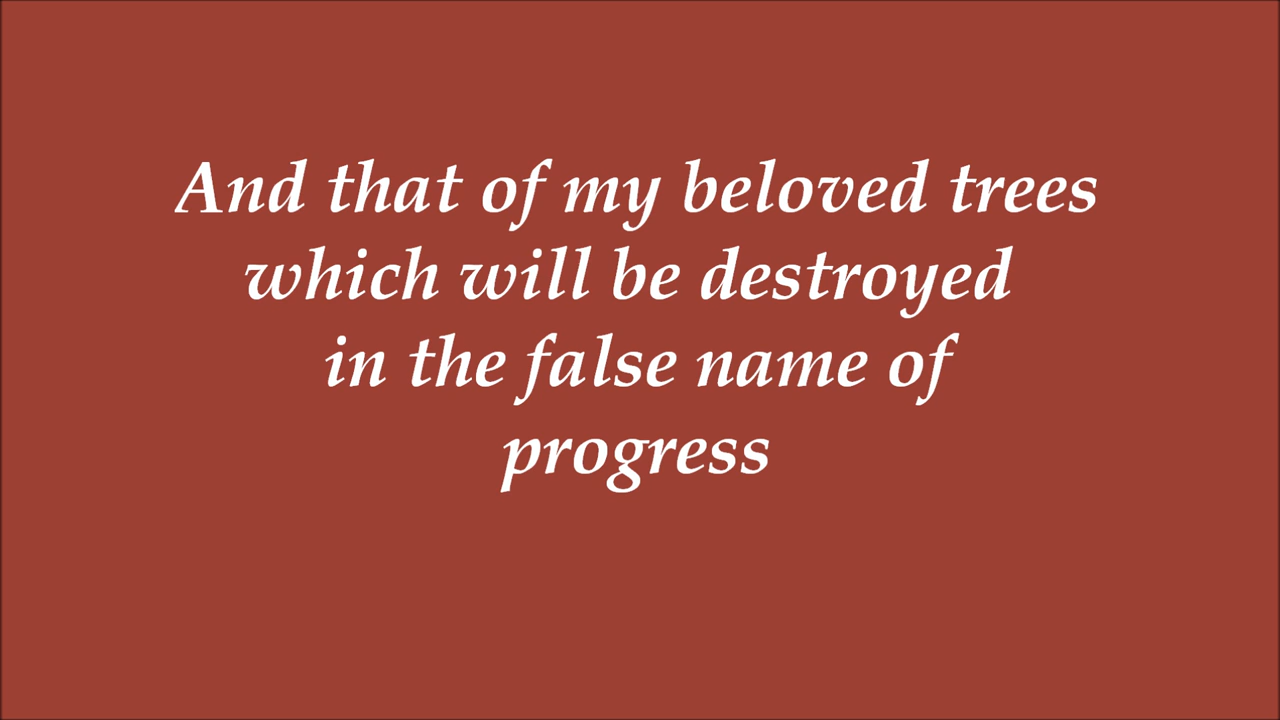 And that of my beloved trees
which will be destroyed
in the false name of
progress